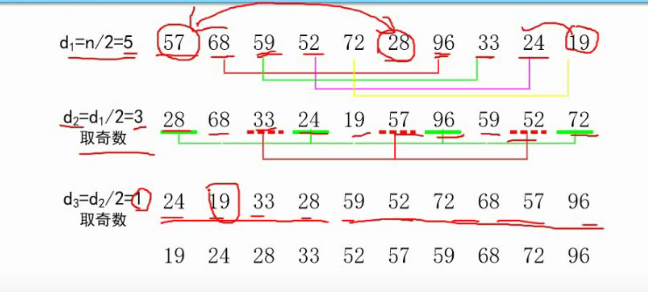 d₁=n/2=5 57 68 59 52 72 28 96 33 24 19
d₂=d₁/2=3 28 68 33 24 19 57 96 59 52 72
取奇数
d₃=d₂/2=1 24 19 33 28 59 52 72 68 57 96
取奇数
19 24 28 33 52 57 59 68 72 96